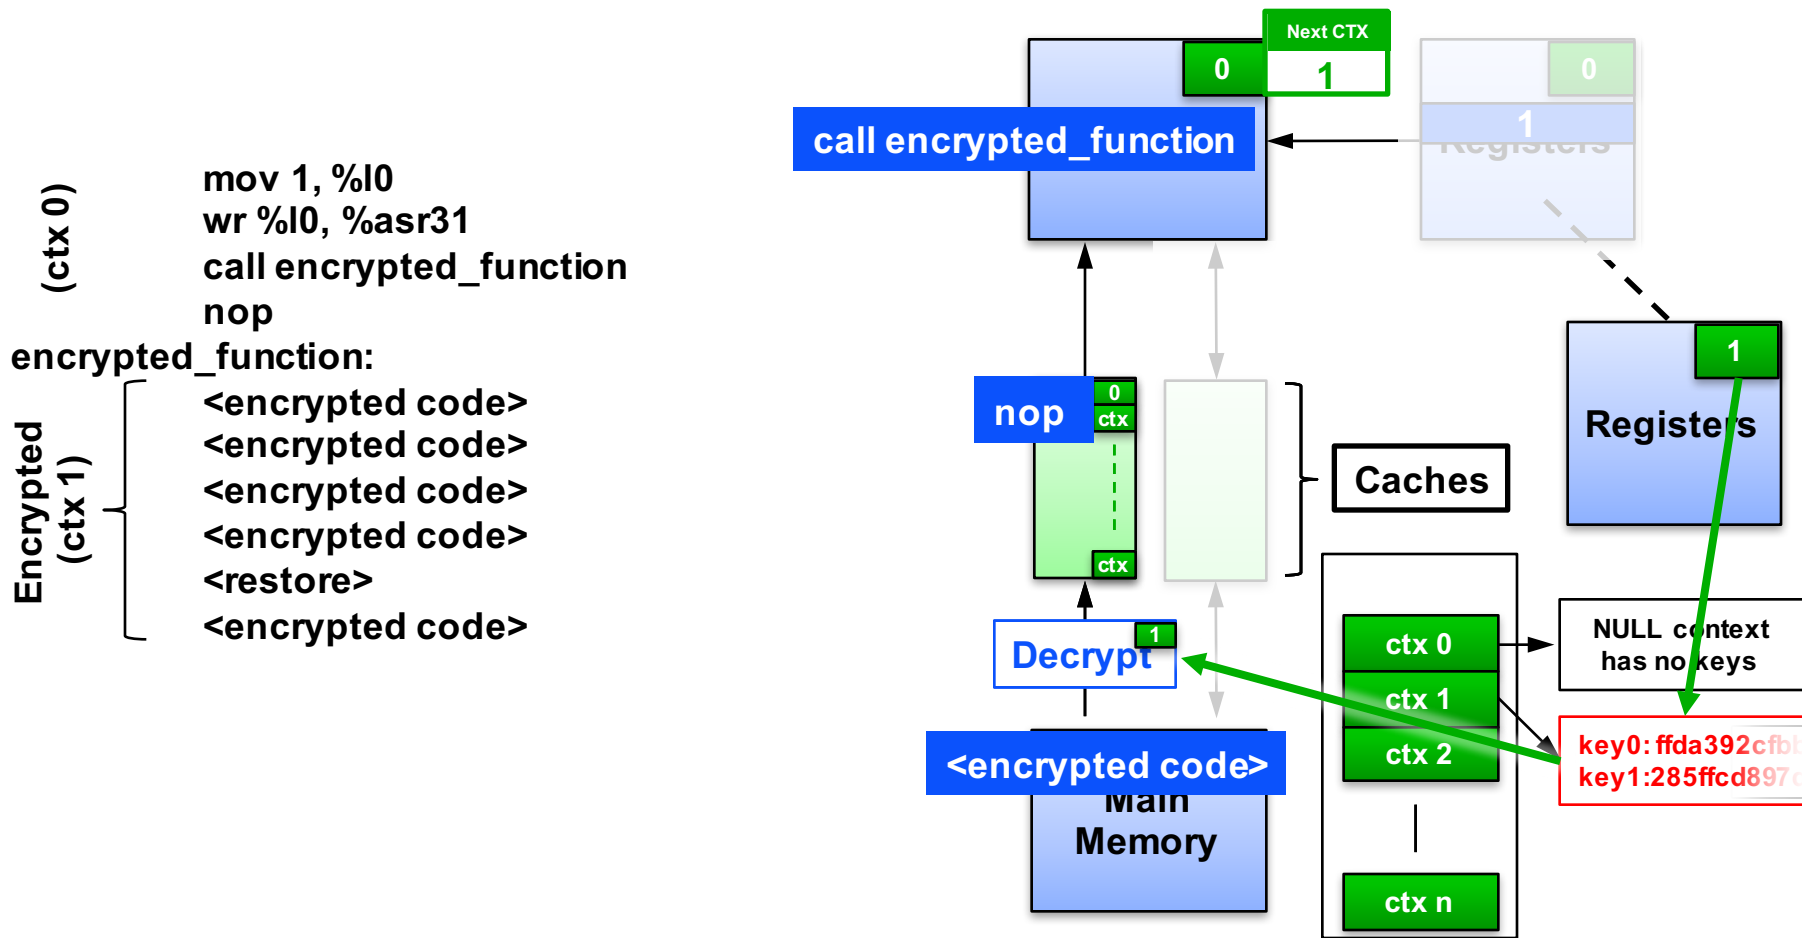 (ctx 0)
mov 1, %l0
wr %l0, %asr31
call encrypted_function
nop
encrypted_function:
Encrypted
(ctx 1)
<encrypted code>
<encrypted code>
<encrypted code>
<encrypted code>
<restore>
<encrypted code>
Next CTX
0
1
0
1
Registers
call encrypted_function
1
Registers
nop
0
ctx
ctx
Caches
Decrypt
1
<encrypted code>
Main
Memory
ctx 0
ctx 1
ctx 2
ctx n
NULL context
has no keys
key0: ffda392cfb
key1:285ffcd897